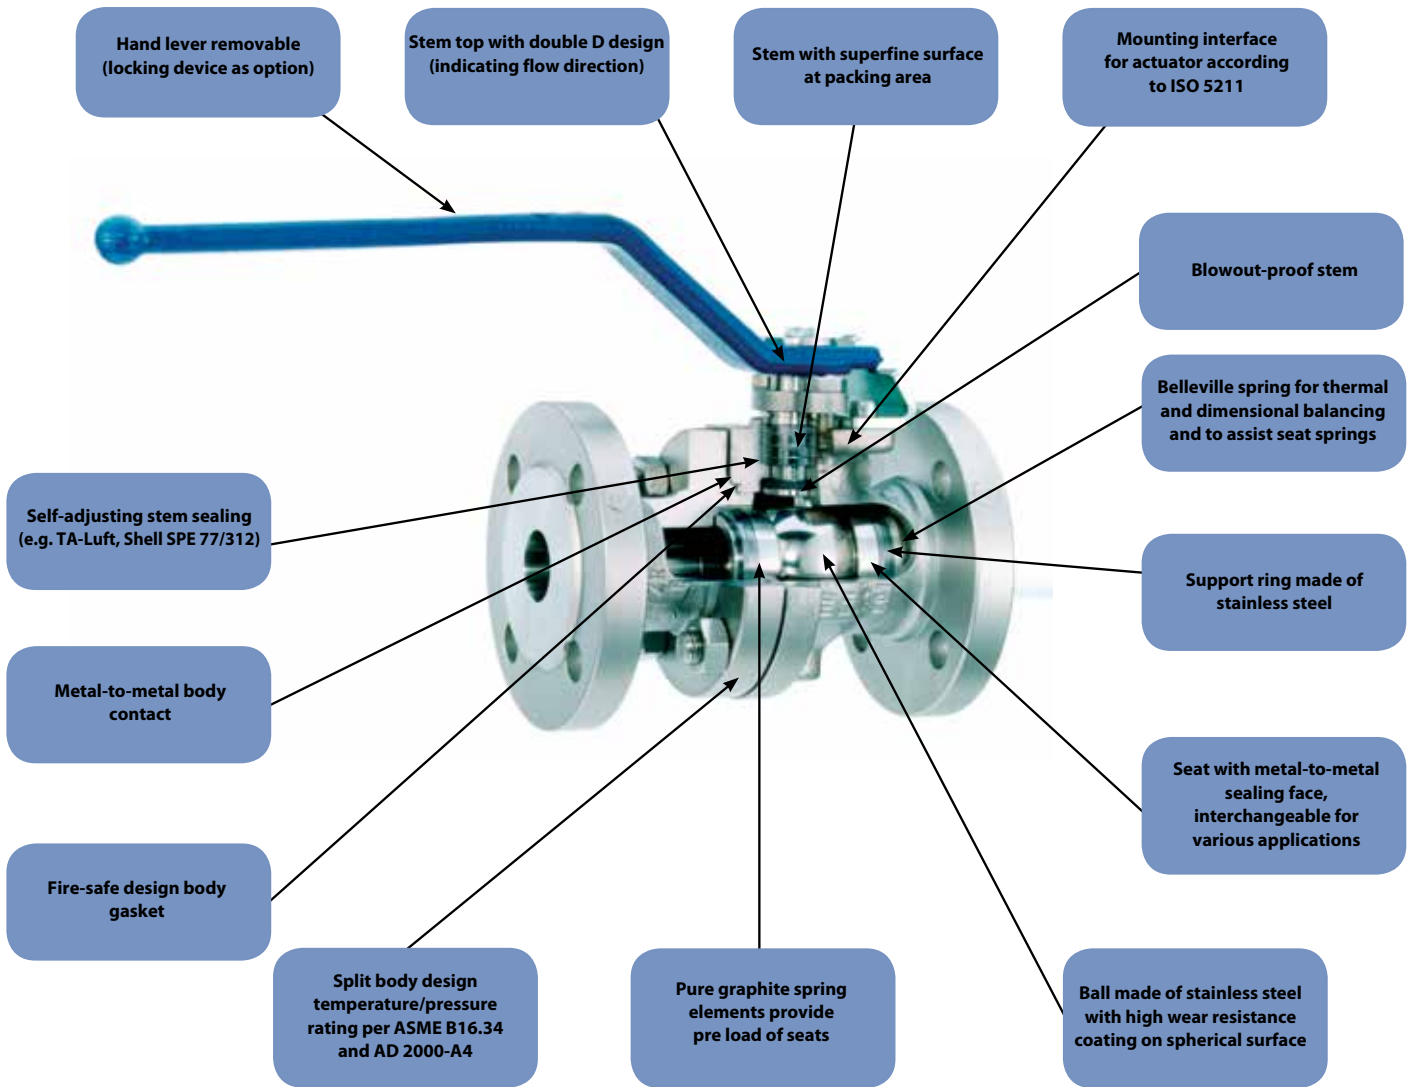 Hand lever removable
(locking device as option)
Stem top with double D design
(indicating flow direction)
Stem with superfine surface
at packing area
Mounting interface
for actuator according
to ISO 5211
Blowout-proof stem
Belleville spring for thermal
and dimensional balancing
and to assist seat springs
Self-adjusting stem sealing
(e.g. TA-Luft, Shell SPE 77/312)
Support ring made of
stainless steel
Metal-to-metal body
contact
Seat with metal-to-metal
sealing face,
interchangeable for
various applications
Fire-safe design body
gasket
Split body design
temperature/pressure
rating per ASME B16.34
and AD 2000-A4
Pure graphite spring
elements provide
pre load of seats
Ball made of stainless steel
with high wear resistance
coating on spherical surface